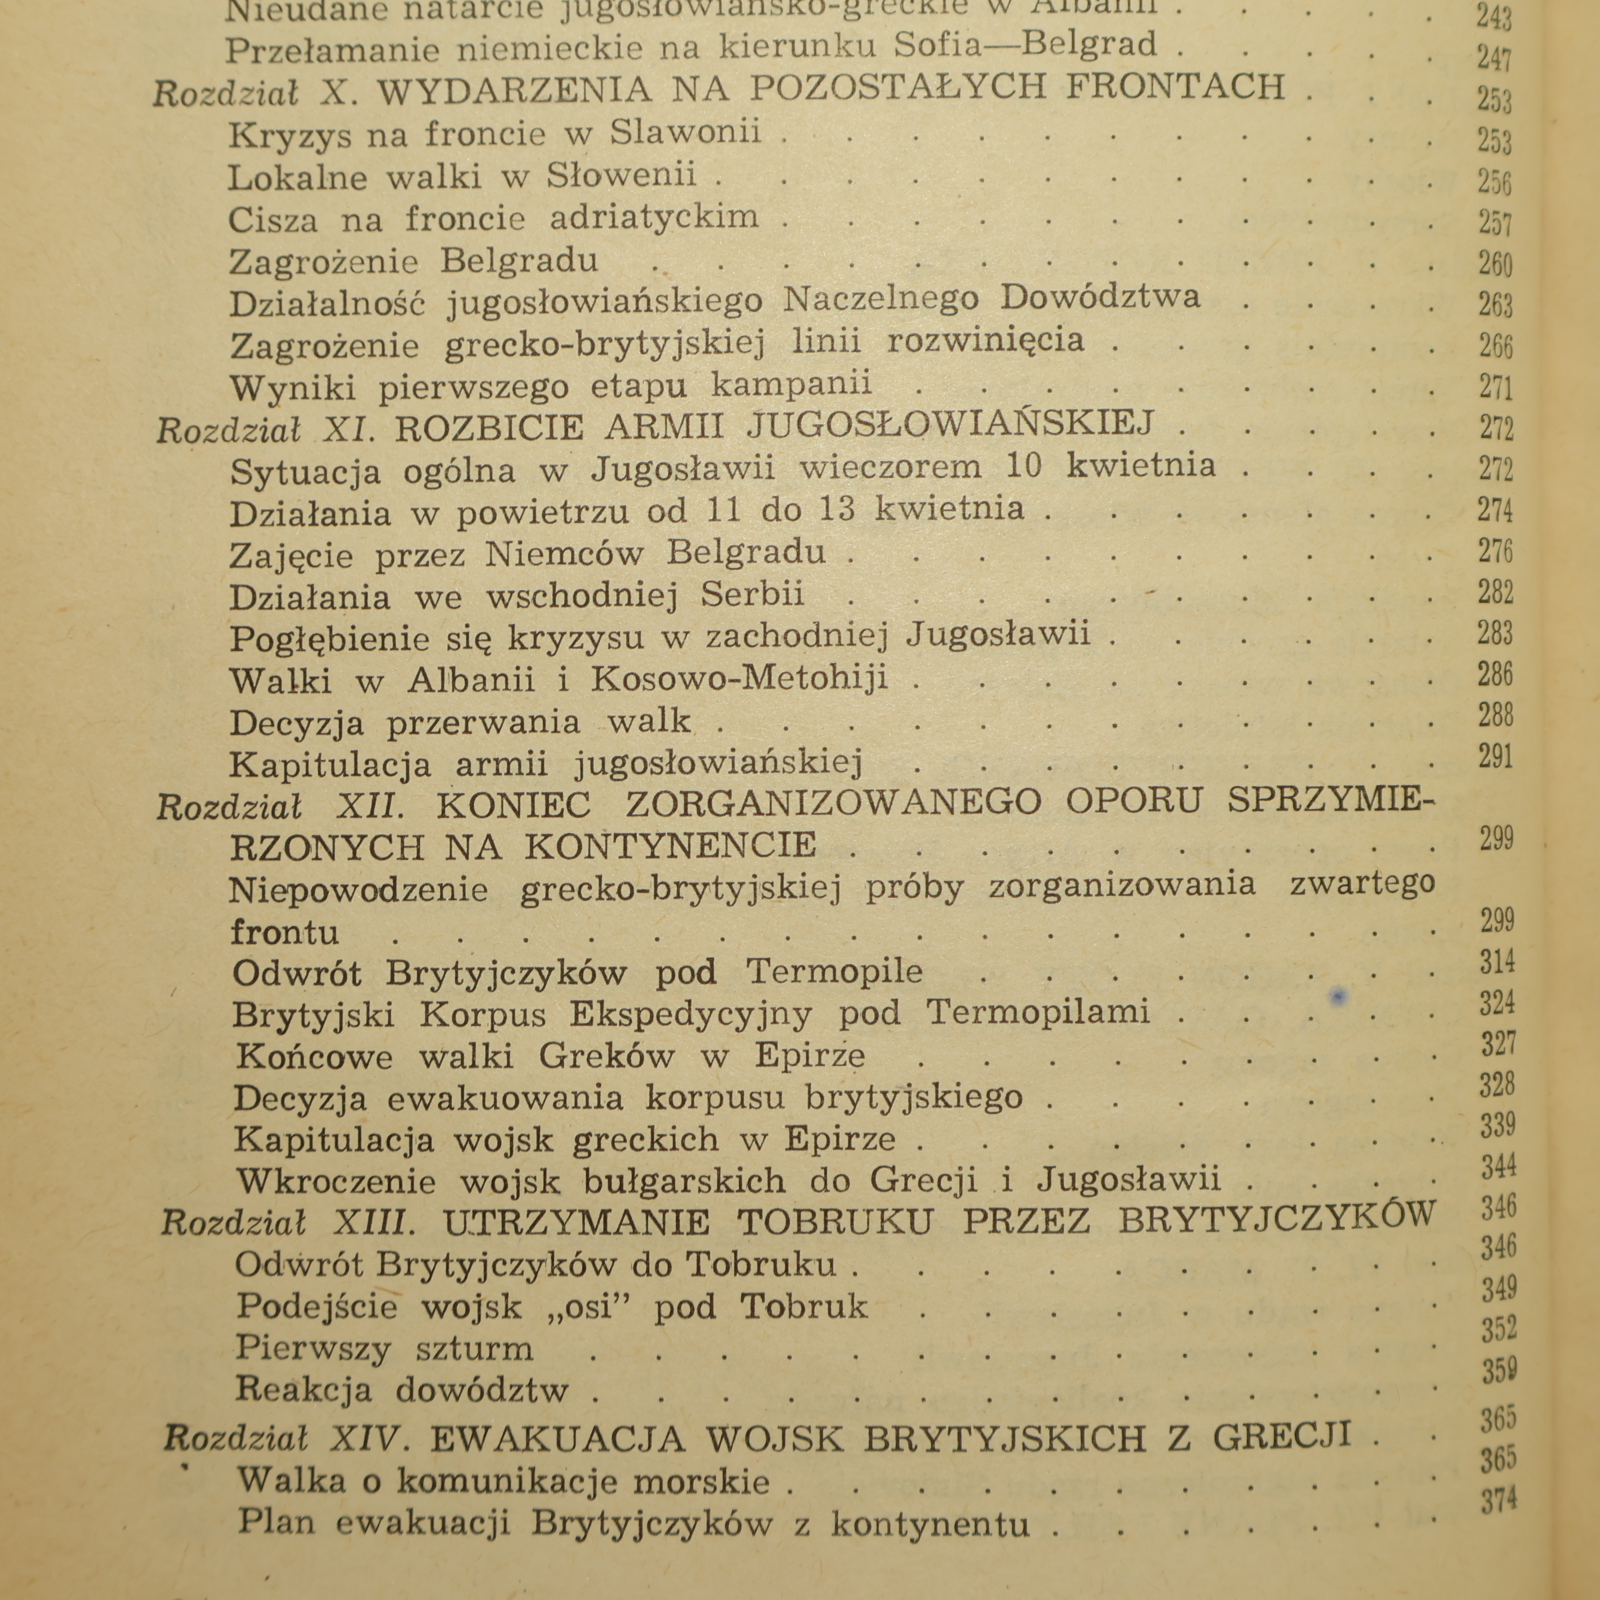 Nieudane natarcie jugosłowiańsko-greckie w Albanii . . . . . 243
Przełamanie niemieckie na kierunku Sofia—Belgrad . . . . . 247
Rozdział X. WYDARZENIA NA POZOSTAŁYCH FRONTACH . . . 253
Kryzys na froncie w Slawonii . . . . . . . . . . . 253
Lokalne walki w Słowenii . . . . . . . . . . . . 256
Cisza na froncie adriatyckim . . . . . . . . . . . 257
Zagrożenie Belgradu . . . . . . . . . . . . . 260
Działalność jugosłowiańskiego Naczelnego Dowództwa . . . . 263
Zagrożenie grecko-brytyjskiej linii rozwinięcia . . . . . . 266
Wyniki pierwszego etapu kampanii . . . . . . . . . 271
Rozdział XI. ROZBICIE ARMII JUGOSŁOWIAŃSKIEJ . . . . . 272
Sytuacja ogólna w Jugosławii wieczorem 10 kwietnia . . . . 272
Działania w powietrzu od 11 do 13 kwietnia . . . . . . . 274
Zajęcie przez Niemców Belgradu . . . . . . . . . . 276
Działania we wschodniej Serbii . . . . . . . . . . 282
Pogłębienie się kryzysu w zachodniej Jugosławii . . . . . . 283
Walki w Albanii i Kosowo-Metohiji . . . . . . . . . 286
Decyzja przerwania walk . . . . . . . . . . . . 288
Kapitulacja armii jugosłowiańskiej . . . . . . . . . 291
Rozdział XII. KONIEC ZORGANIZOWANEGO OPORU SPRZYMIE-
RZONYCH NA KONTYNENCIE . . . . . . . . . . 299
Niepowodzenie grecko-brytyjskiej próby zorganizowania zwartego
frontu . . . . . . . . . . . . . . . . . 299
Odwrót Brytyjczyków pod Termopile . . . . . . . . 314
Brytyjski Korpus Ekspedycyjny pod Termopilami . . . . . 324
Końcowe walki Greków w Epirze . . . . . . . . . 327
Decyzja ewakuowania korpusu brytyjskiego . . . . . . . 328
Kapitulacja wojsk greckich w Epirze . . . . . . . . . 339
Wkroczenie wojsk bułgarskich do Grecji i Jugosławii . . . . 344
Rozdział XIII. UTRZYMANIE TOBRUKU PRZEZ BRYTYJCZYKÓW 346
Odwrót Brytyjczyków do Tobruku . . . . . . . . . . 346
Podejście wojsk „osi” pod Tobruk . . . . . . . . . 349
Pierwszy szturm . . . . . . . . . . . . . . 352
Reakcja dowództw . . . . . . . . . . . . . . 359
Rozdział XIV. EWAKUACJA WOJSK BRYTYJSKICH Z GRECJI . . 365
Walka o komunikacje morskie . . . . . . . . . . . 365
Plan ewakuacji Brytyjczyków z kontynentu . . . . . . . 374